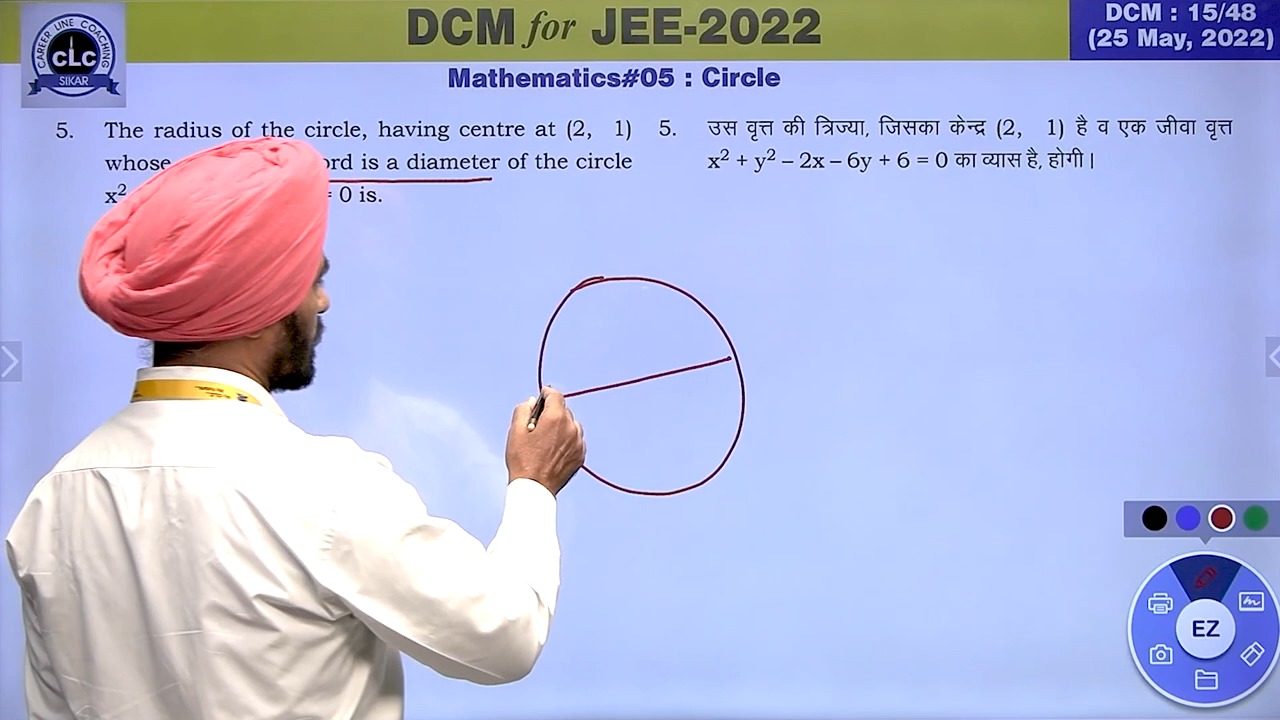 DCM for JEE-2022
DCM : 15/48
(25 May, 2022)
CAREER LINE COACHING
CLC
SIKAR
Mathematics#05 : Circle
5. The radius of the circle, having centre at (2, 1)
whose ord is a diameter of the circle
x² = 0 is.
5. उस वृत्त की त्रिज्या, जिसका केन्द्र (2, 1) है व एक जीवा वृत्त
x² + y² – 2x – 6y + 6 = 0 का व्यास है, होगी।
EZ